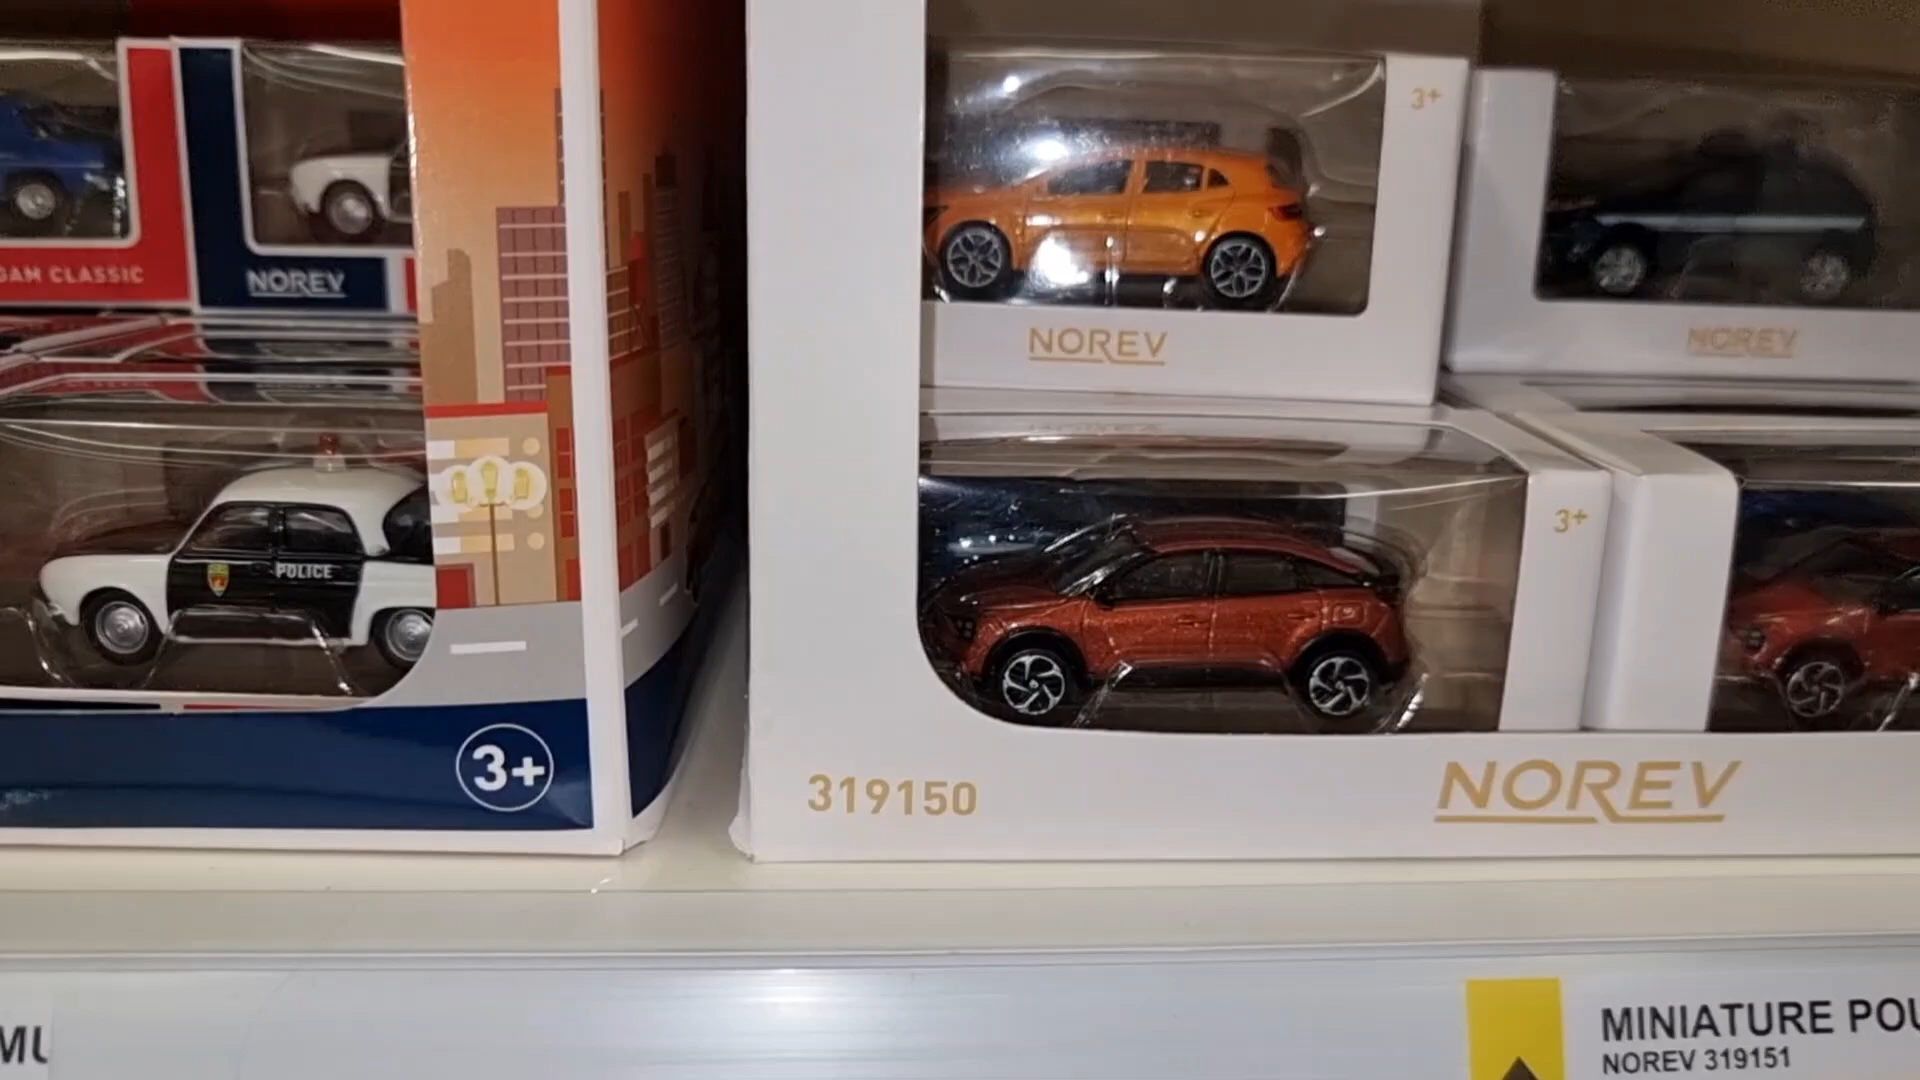 GAM CLASSIC
NOREV
POLICE
3+
3+
NOREV
NOREV
3+
319150
NOREV
MINIATURE POU
NOREV 319151